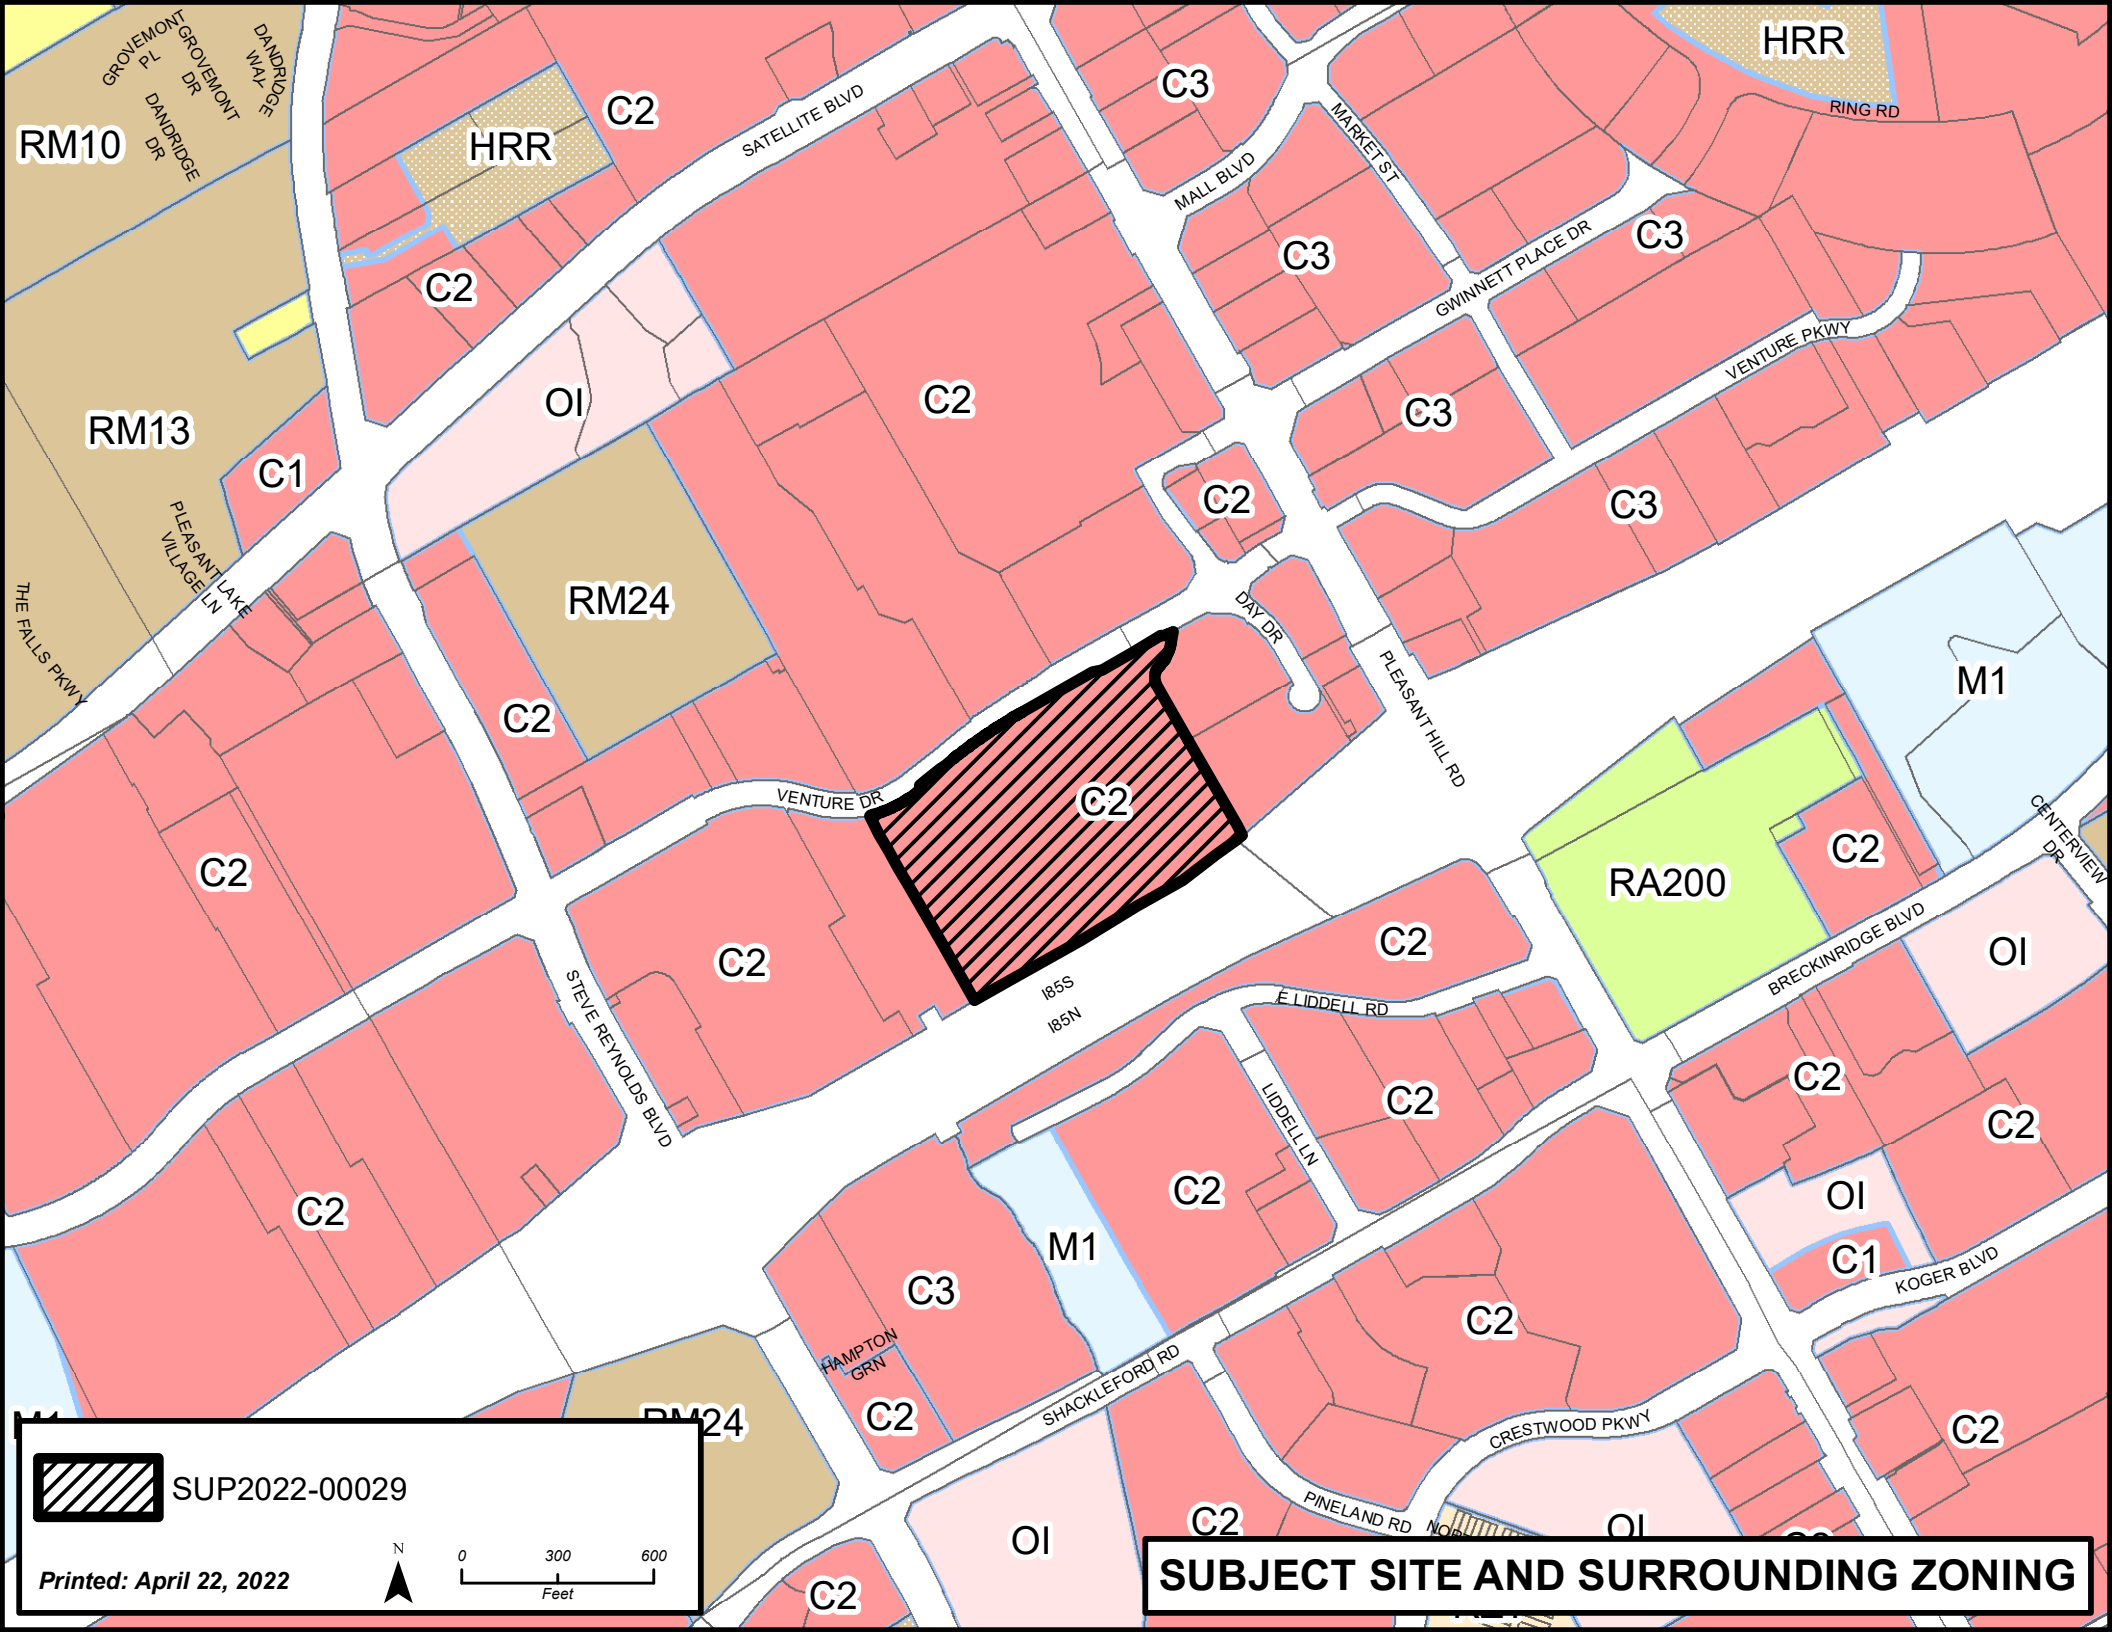 GROVEMONT
PL
GROVEMONT
DR
DANDRIDGE
WAY
DANDRIDGE
DR
RM10
HRR
C2
SATELLITE BLVD
C3
MARKET ST
MALL BLVD
HRR
RING RD
C2
C3
GWINNETT PLACE DR
C3
VENTURE PKWY
OI
C2
C3
RM13
C1
C2
C3
PLEASANT LAKE
VILLAGE LN
THE FALLS PKWY
RM24
DAY DR
PLEASANT HILL RD
M1
C2
VENTURE DR
C2
C2
CENTERVIEW
DR
C2
RA200
C2
C2
BRECKINRIDGE BLVD
OI
I85S
I85N
E LIDDELL RD
STEVE REYNOLDS BLVD
LIDDELL LN
C2
C2
C2
C2
C2
OI
M1
C1
KOGER BLVD
C3
C2
HAMPTON
GRN
C2
SHACKLEFORD RD
CRESTWOOD PKWY
C2
M1
RM24
PINELAND RD
C2
OI
OI
C2
SUP2022-00029
Printed: April 22, 2022
N
0 300 600
Feet
SUBJECT SITE AND SURROUNDING ZONING